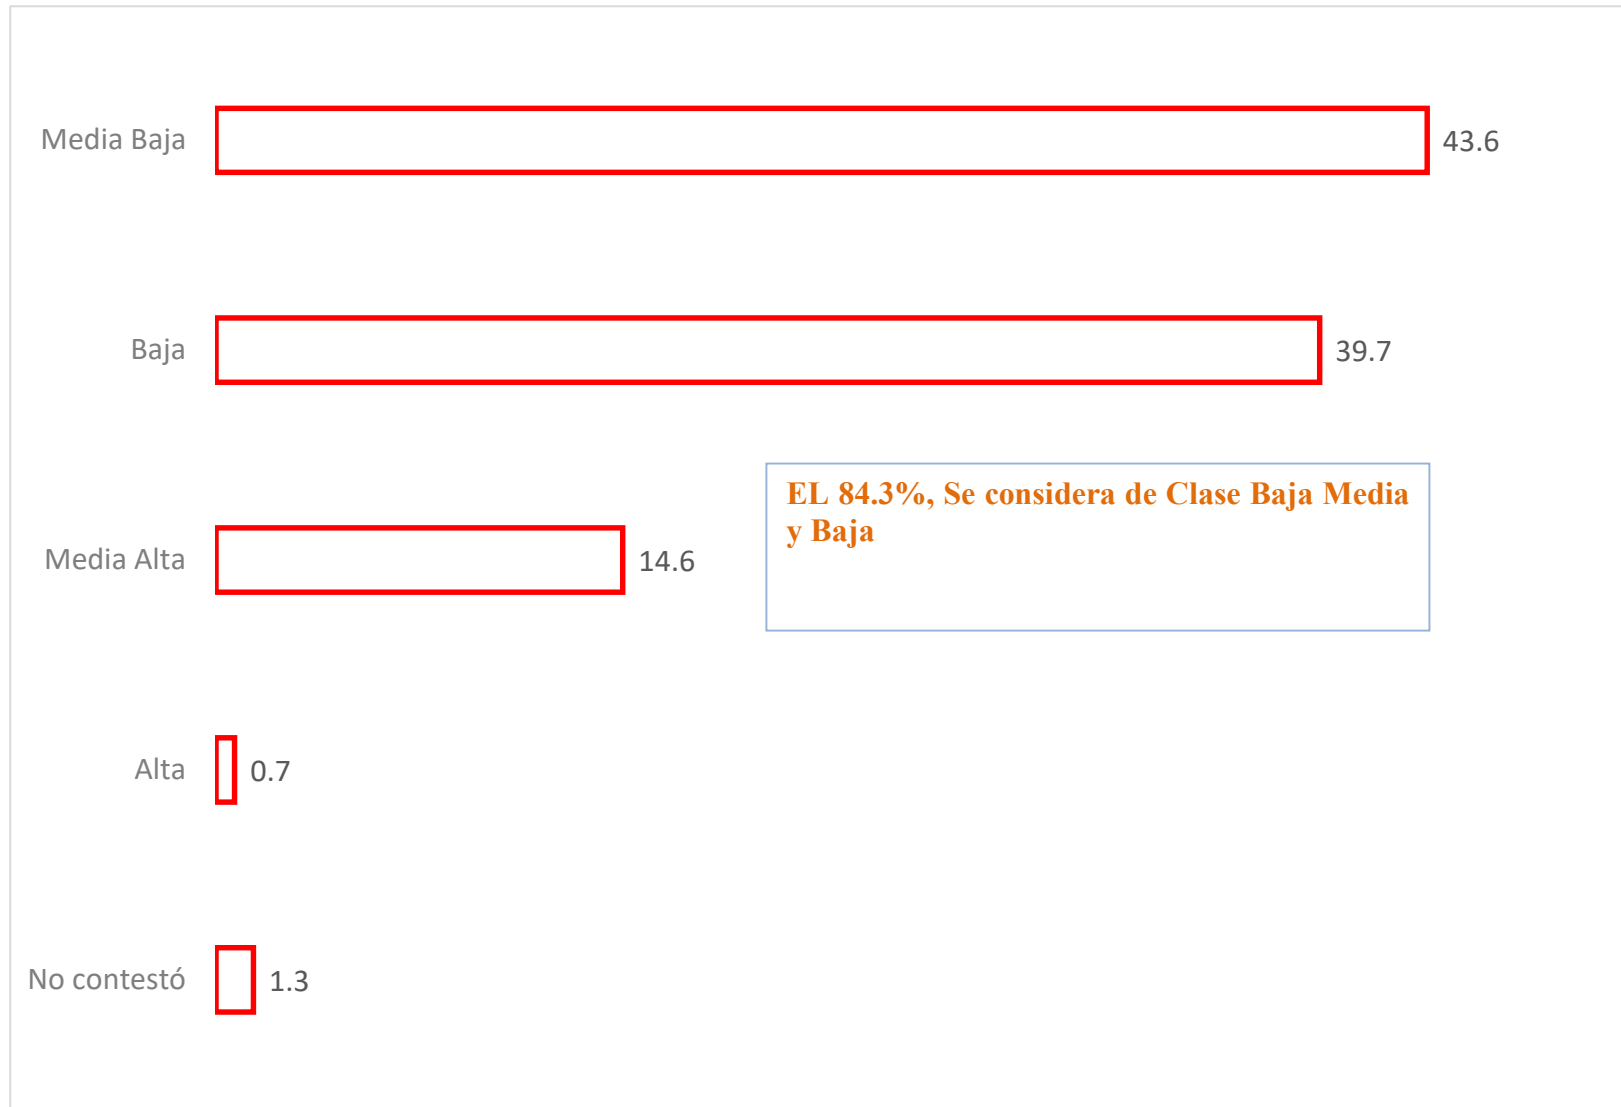 Media Baja 43.6
Baja 39.7
EL 84.3%, Se considera de Clase Baja Media
y Baja
Media Alta 14.6
Alta 0.7
No contestó 1.3